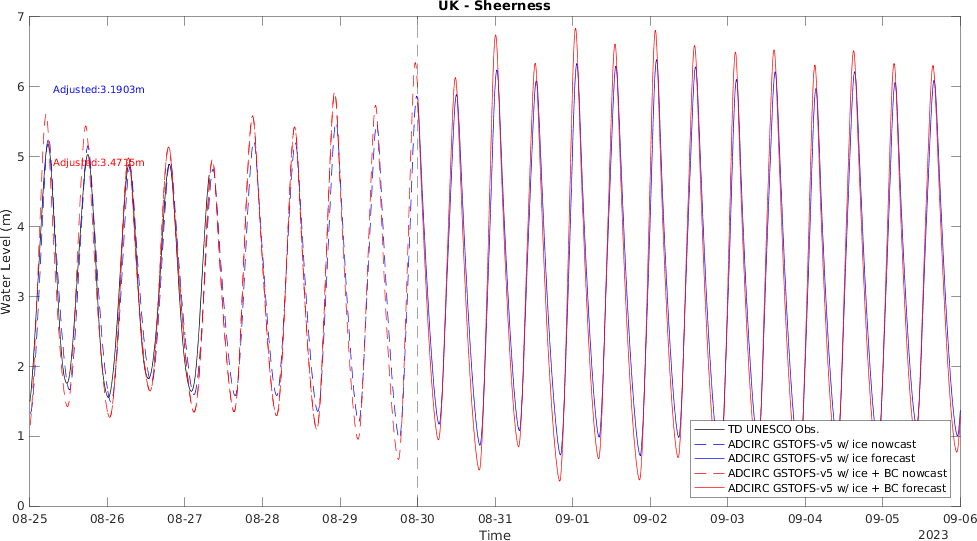 UK - Sheerness
7
6
5
4
3
2
1
0
Water Level (m)
Adjusted:3.1903m
Adjusted:3.4715m
TD UNESCO Obs.
ADCIRC GSTOFS-v5 w/ ice nowcast
ADCIRC GSTOFS-v5 w/ ice forecast
ADCIRC GSTOFS-v5 w/ ice + BC nowcast
ADCIRC GSTOFS-v5 w/ ice + BC forecast
08-25 08-26 08-27 08-28 08-29 08-30 08-31 09-01 09-02 09-03 09-04 09-05 09-06
Time
2023